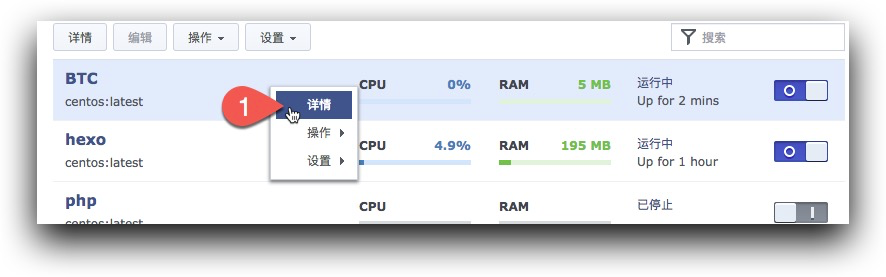 详情 编辑 操作 设置 搜索
BTC CPU 0% RAM 5 MB 运行中
centos:latest Up for 2 mins
1 详情
操作
设置
hexo CPU 4.9% RAM 195 MB 运行中
centos:latest Up for 1 hour
php CPU RAM 已停止
centos:latest